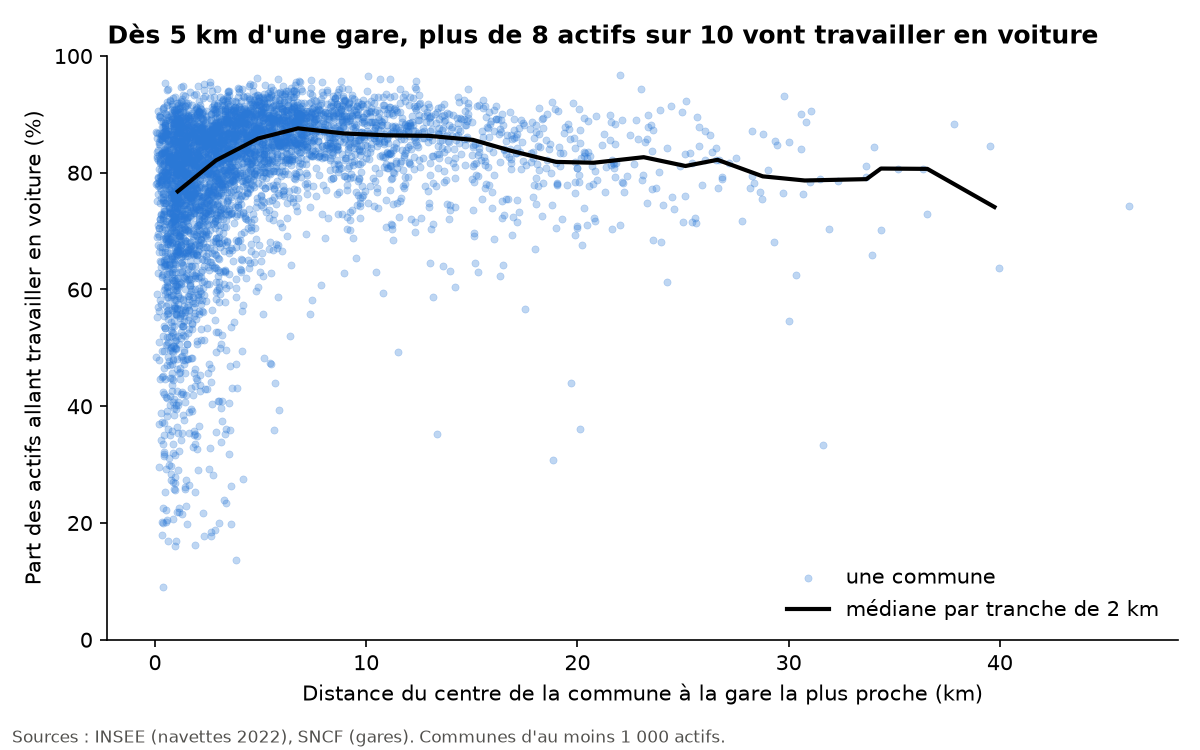 Dès 5 km d'une gare, plus de 8 actifs sur 10 vont travailler en voiture
Part des actifs allant travailler en voiture (%)
100
80
60
40
20
0
0
10
20
30
40
Distance du centre de la commune à la gare la plus proche (km)
une commune
médiane par tranche de 2 km
Sources : INSEE (navettes 2022), SNCF (gares). Communes d'au moins 1 000 actifs.